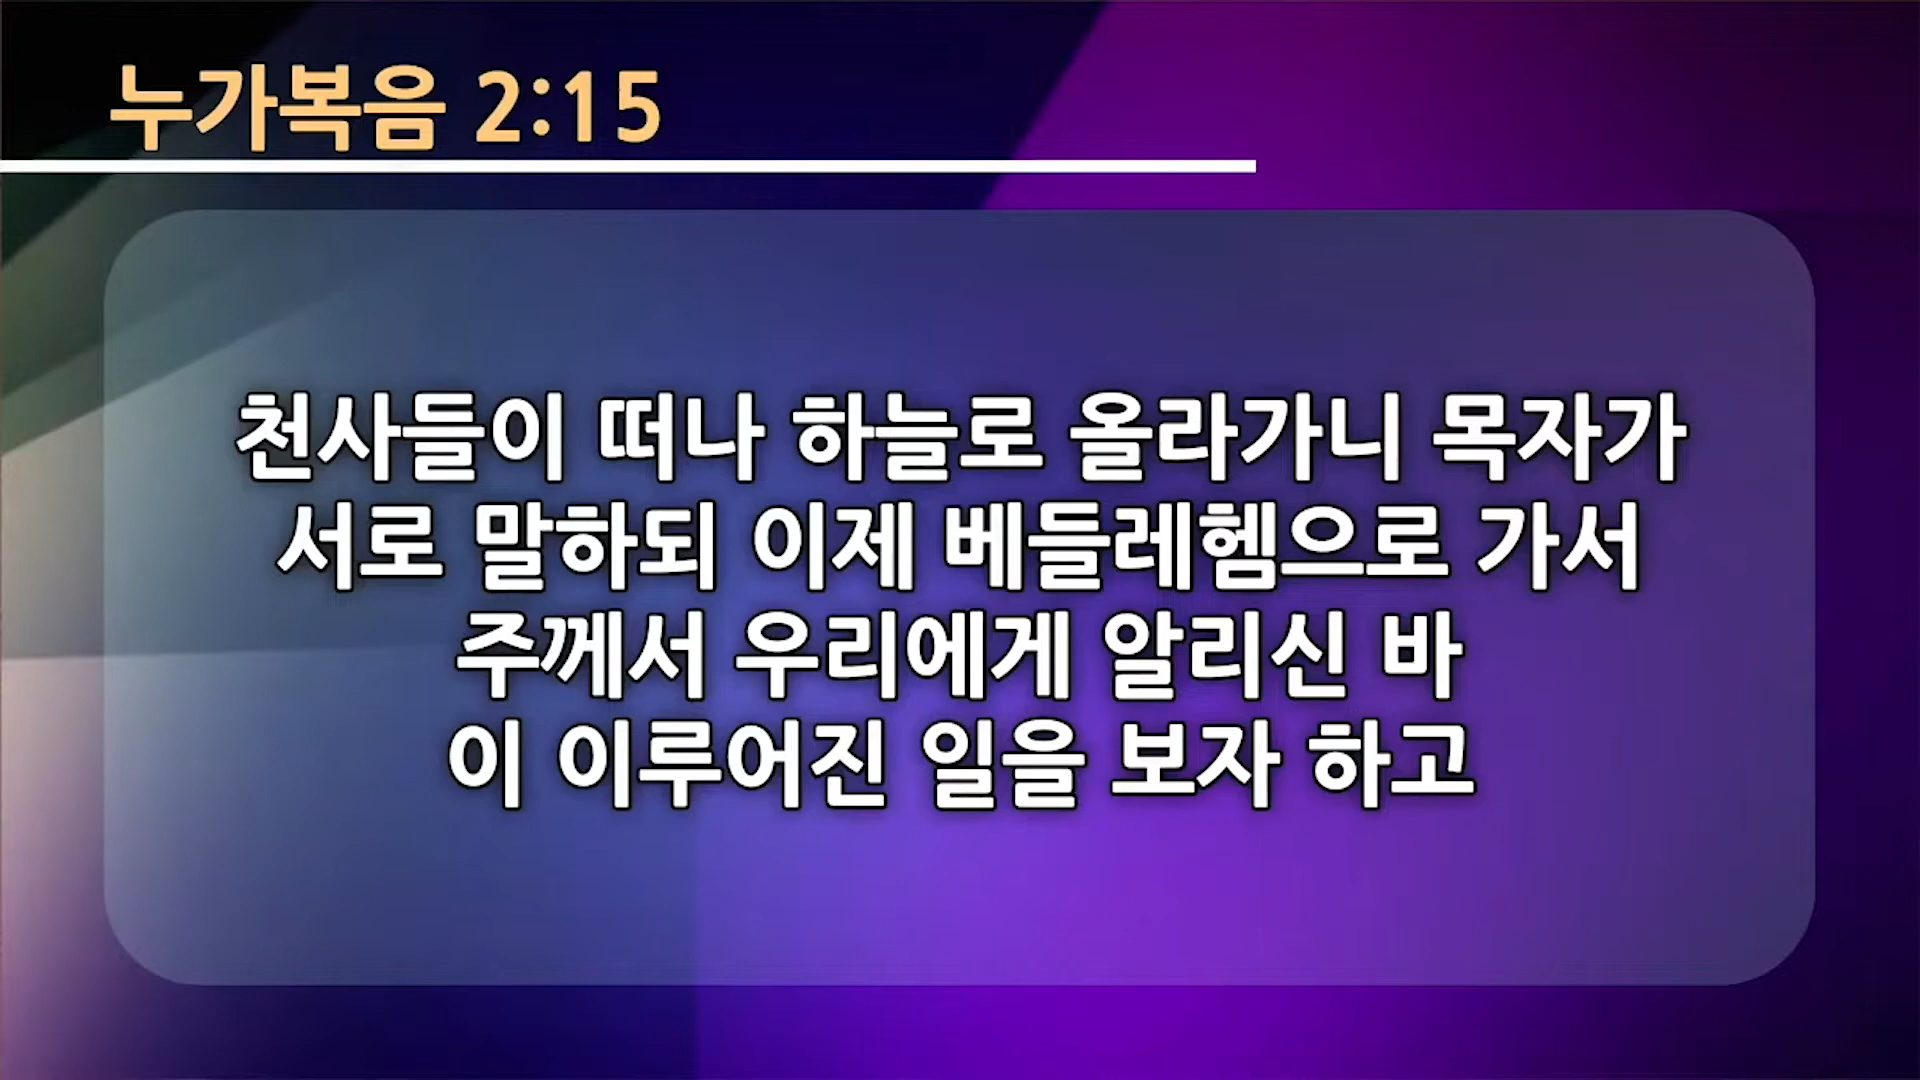 누가복음 2:15
천사들이 떠나 하늘로 올라가니 목자가
서로 말하되 이제 베들레헴으로 가서
주께서 우리에게 알리신 바
이 이루어진 일을 보자 하고